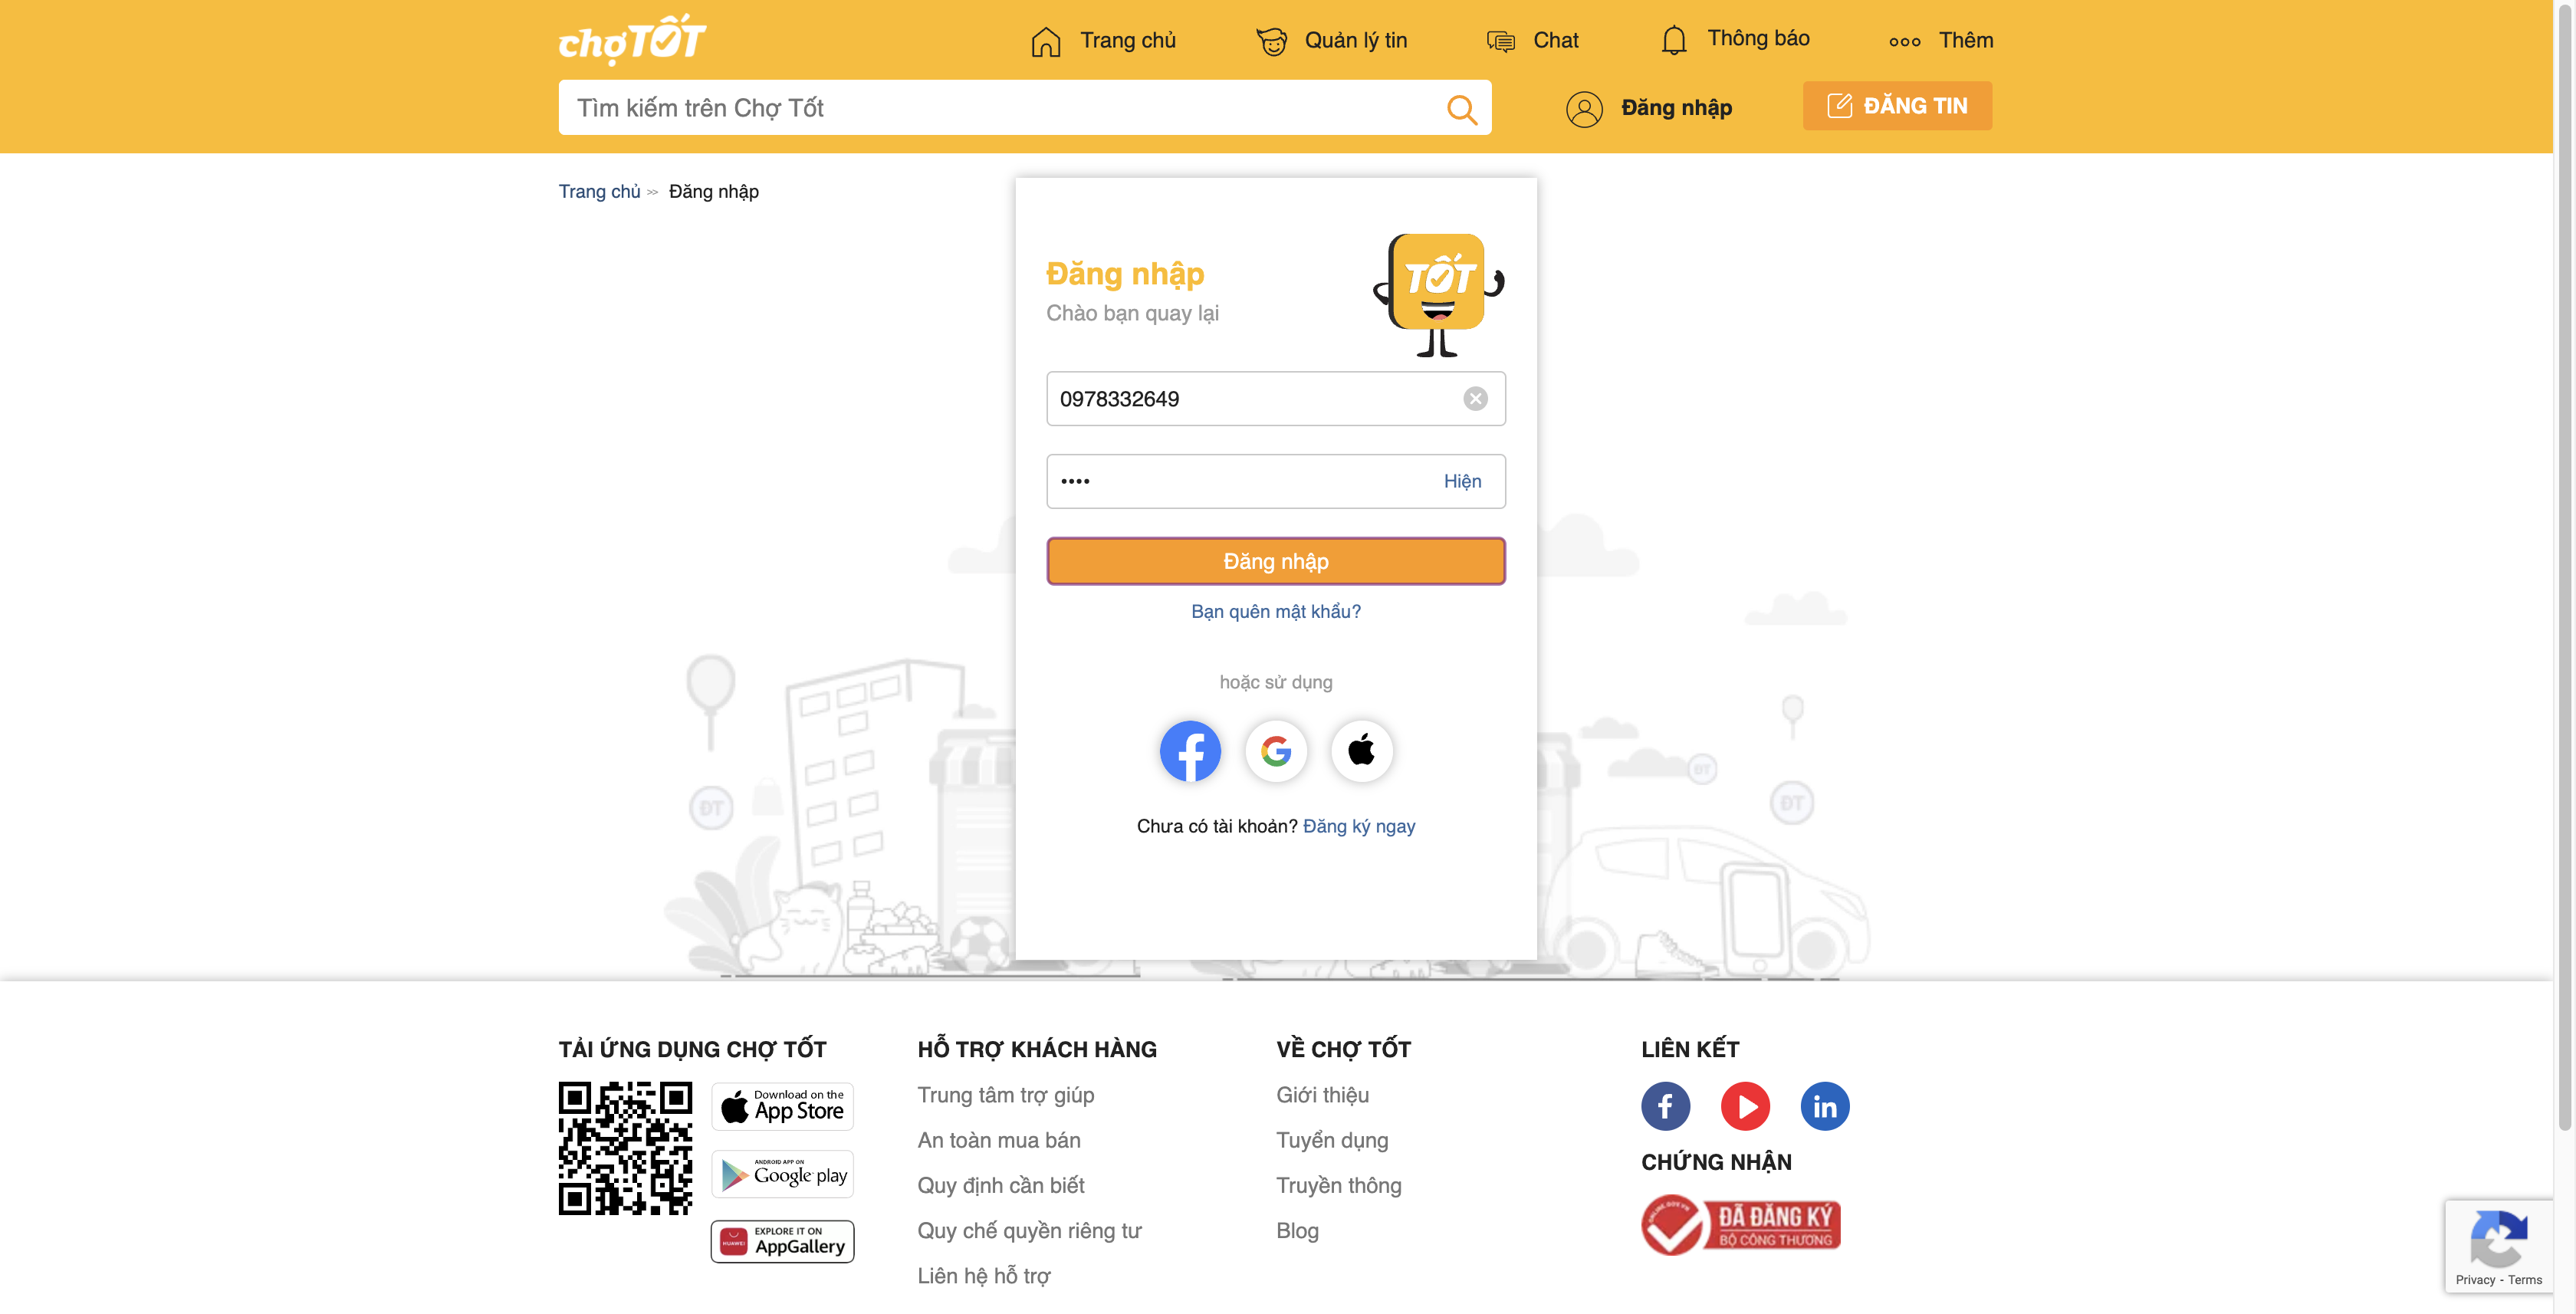 chợTỐT
Trang chủ
Quản lý tin
Chat
Thông báo
Thêm
Tìm kiếm trên Chợ Tốt
Đăng nhập
ĐĂNG TIN
Trang chủ >> Đăng nhập
Đăng nhập
Chào bạn quay lại
TỐT
0978332649
••••
Hiện
Đăng nhập
Bạn quên mật khẩu?
hoặc sử dụng
Chưa có tài khoản? Đăng ký ngay
ĐT
ĐT
ĐT
TẢI ỨNG DỤNG CHỢ TỐT
Download on the
App Store
ANDROID APP ON
Google play
HUAWEI
EXPLORE IT ON
AppGallery
HỖ TRỢ KHÁCH HÀNG
Trung tâm trợ giúp
An toàn mua bán
Quy định cần biết
Quy chế quyền riêng tư
Liên hệ hỗ trợ
VỀ CHỢ TỐT
Giới thiệu
Tuyển dụng
Truyền thông
Blog
LIÊN KẾT
CHỨNG NHẬN
ONLINE.GOV.VN
ĐÃ ĐĂNG KÝ
BỘ CÔNG THƯƠNG
Privacy - Terms